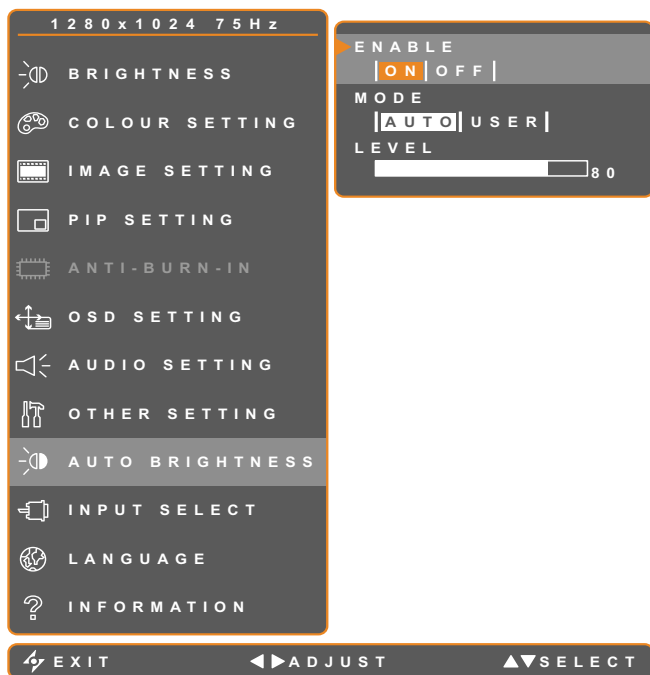 1280x1024 75Hz
BRIGHTNESS
COLOUR SETTING
IMAGE SETTING
PIP SETTING
ANTI-BURN-IN
OSD SETTING
AUDIO SETTING
OTHER SETTING
AUTO BRIGHTNESS
INPUT SELECT
LANGUAGE
INFORMATION
ENABLE
ON OFF
MODE
AUTO USER
LEVEL
80
EXIT ADJUST SELECT